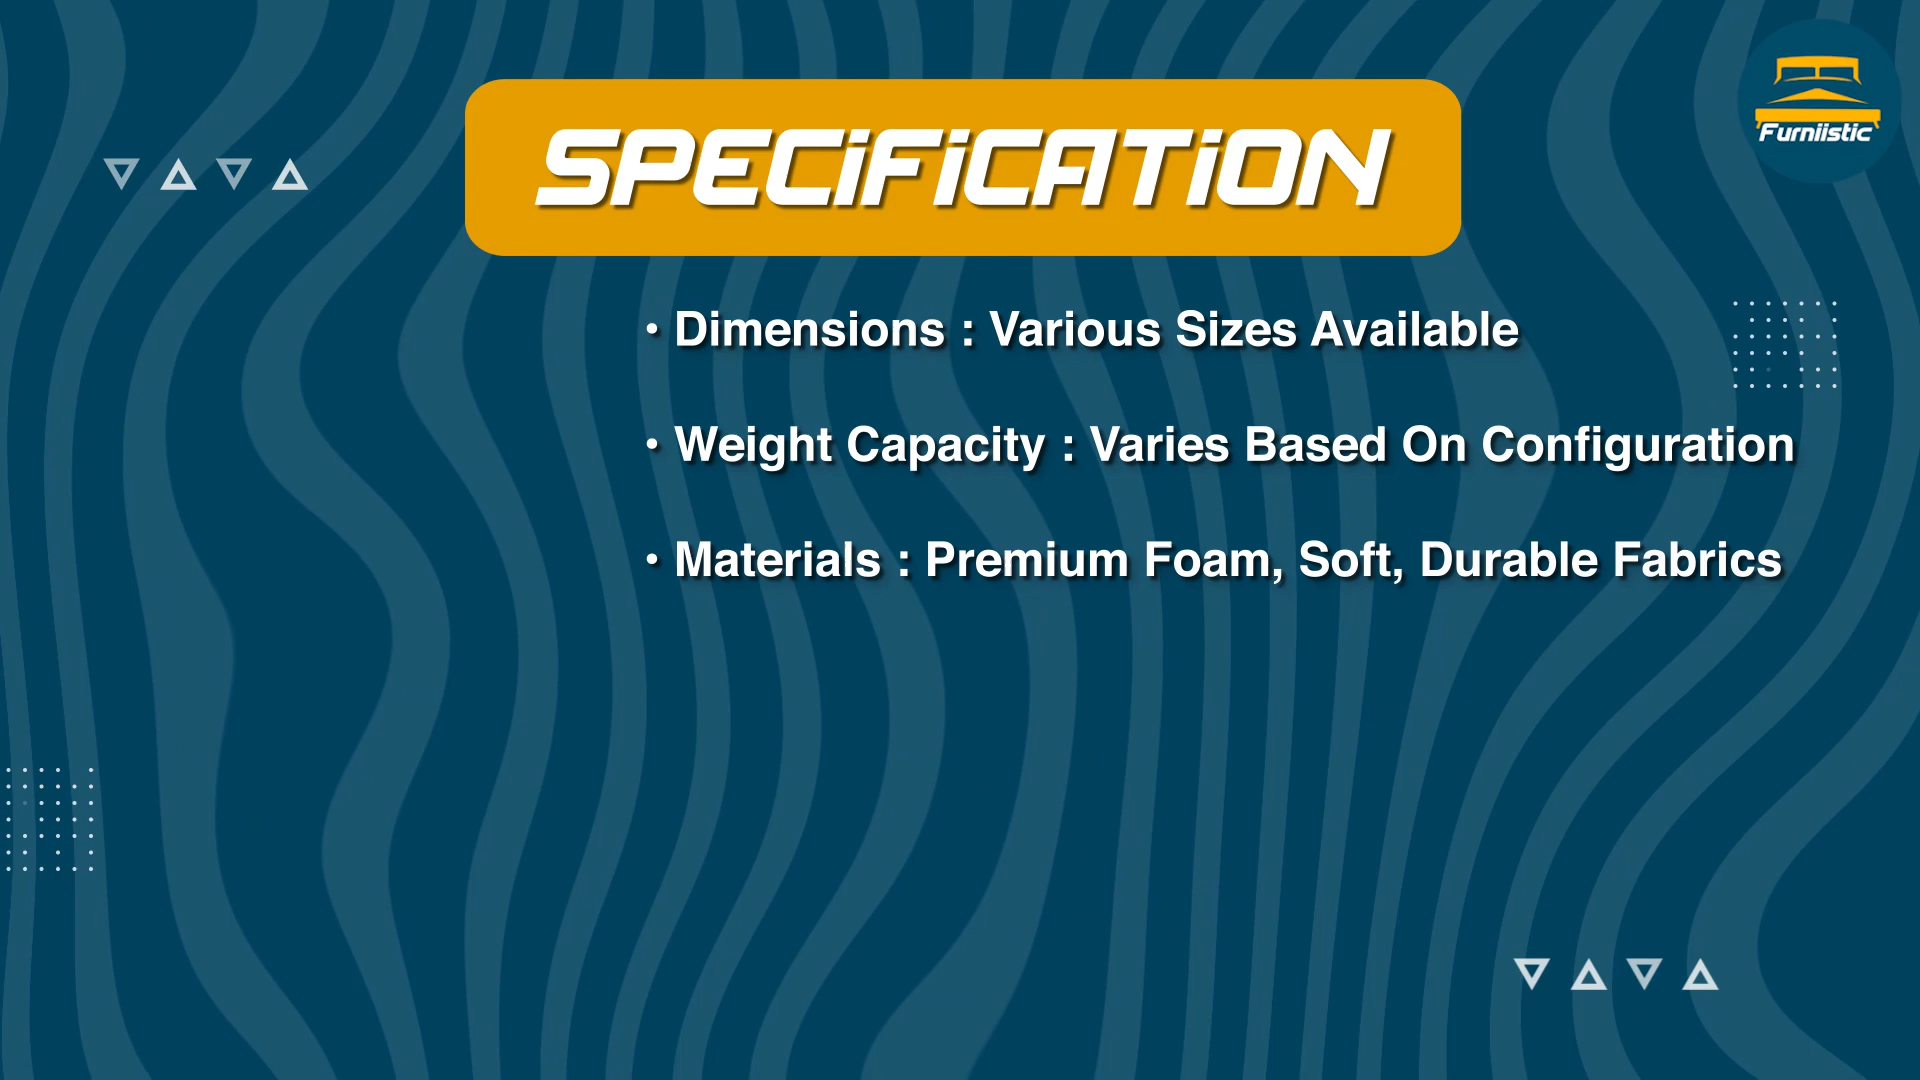 SPECiFiCATiON
Furniistic
• Dimensions : Various Sizes Available
• Weight Capacity : Varies Based On Configuration
• Materials : Premium Foam, Soft, Durable Fabrics